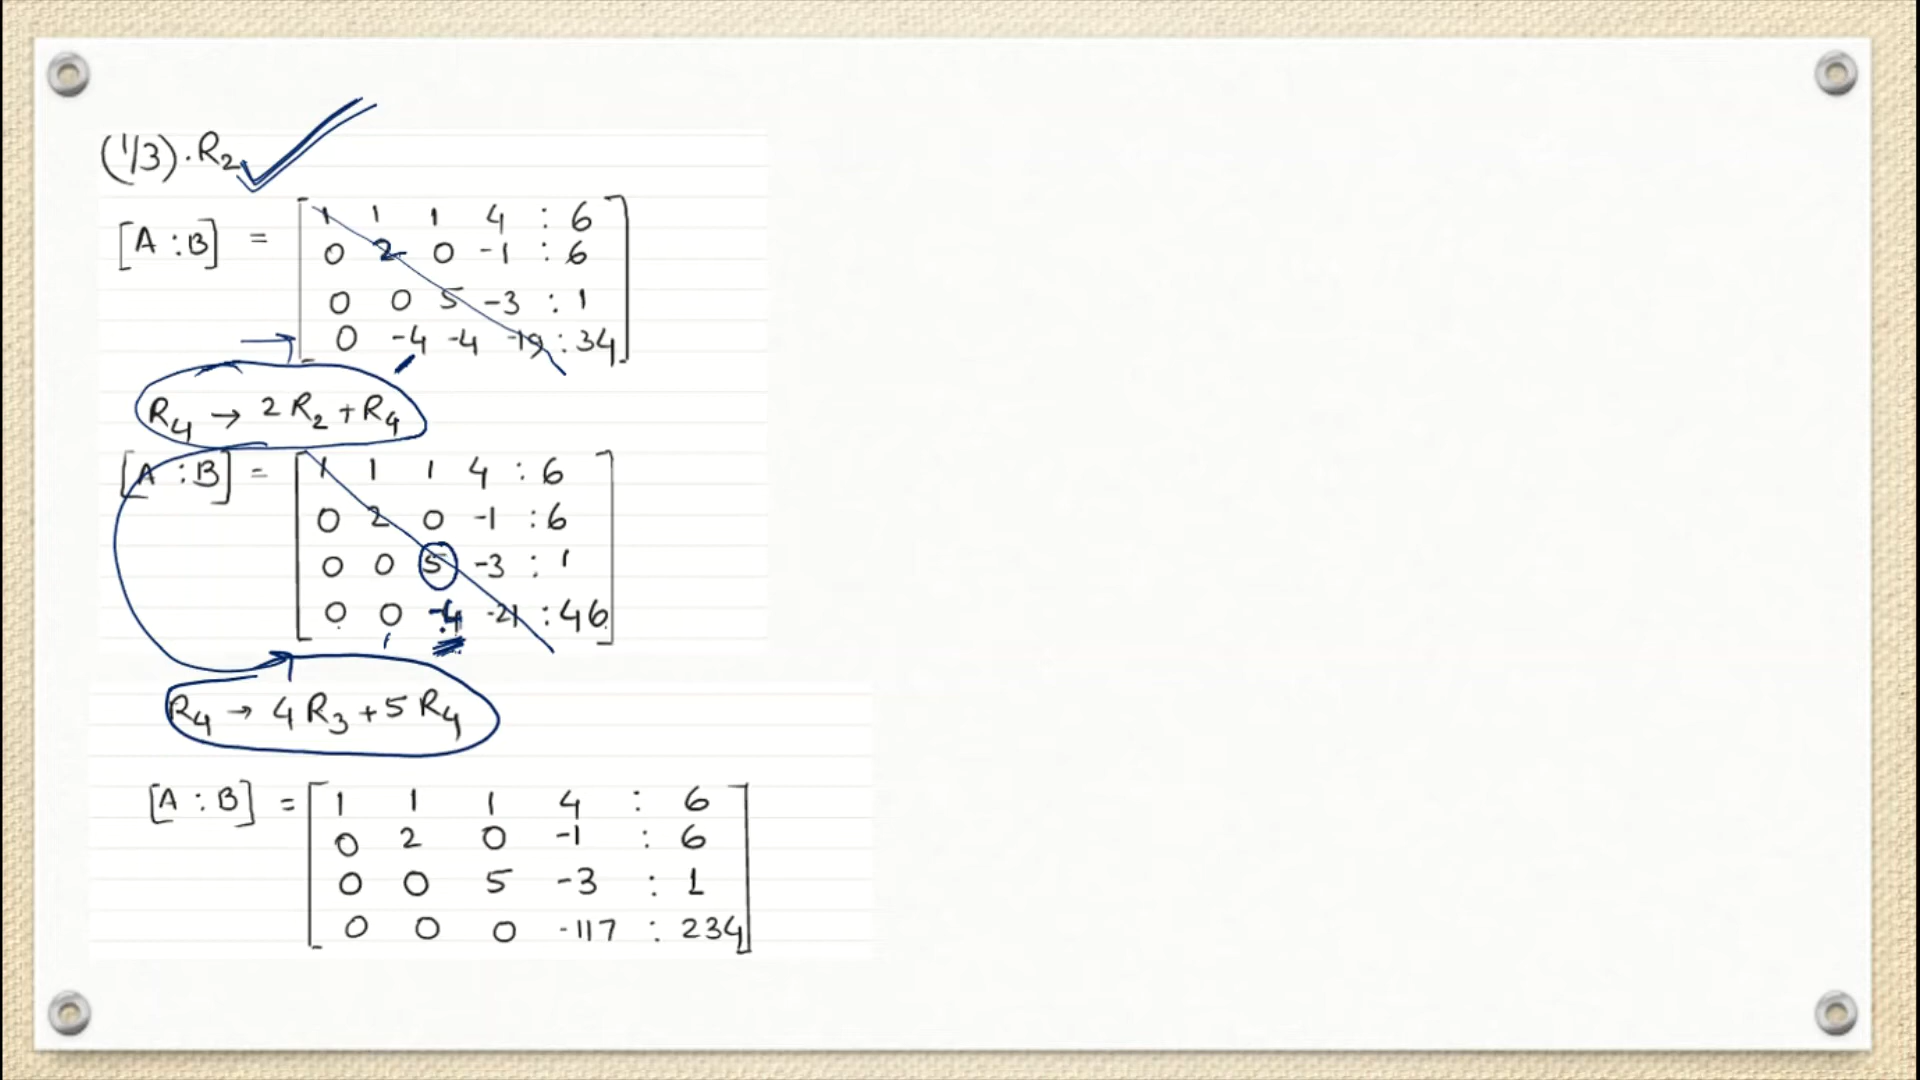 (1/3).R2
[A : B] = [1 1 1 4 : 6
0 2 0 -1 : 6
0 0 5 -3 : 1
0 -4 -4 -19 : 34]
R4 → 2R2 + R4
[A : B] = [1 1 1 4 : 6
0 2 0 -1 : 6
0 0 5 -3 : 1
0 0 -4 -21 : 46]
R4 → 4R3 + 5R4
[A : B] = [1 1 1 4 : 6
0 2 0 -1 : 6
0 0 5 -3 : 1
0 0 0 -117 : 234]